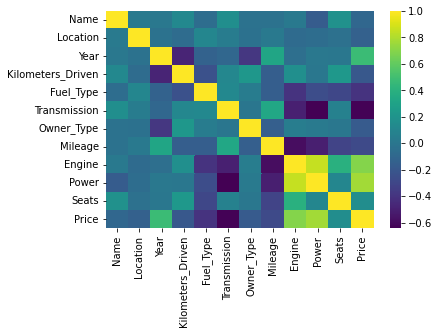 Name
Location
Year
Kilometers_Driven
Fuel_Type
Transmission
Owner_Type
Mileage
Engine
Power
Seats
Price
Name
Location
Year
Kilometers_Driven
Fuel_Type
Transmission
Owner_Type
Mileage
Engine
Power
Seats
Price
1.0
0.8
0.6
0.4
0.2
0.0
−0.2
−0.4
−0.6